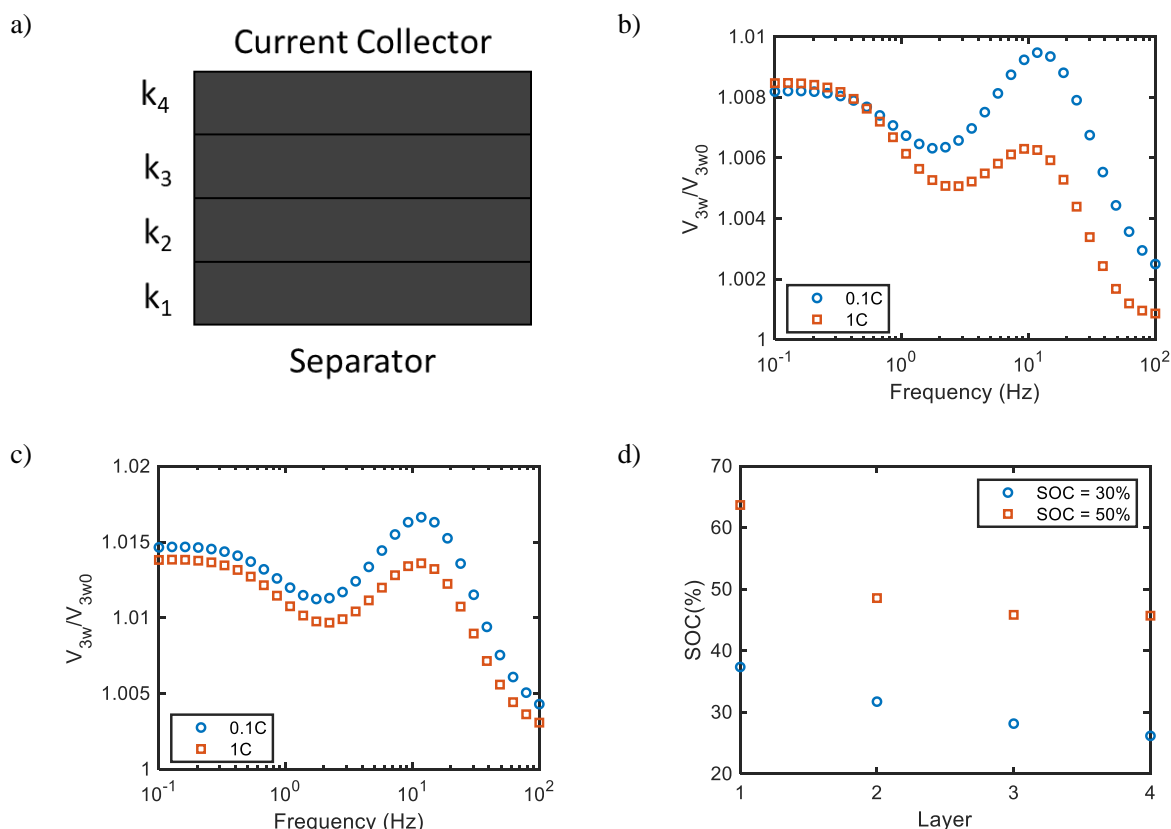 a)
Current Collector
k4
k3
k2
k1
Separator
b)
1.01
1.008
1.006
1.004
1.002
1
V3w/V3w0
0.1C
1C
10-1
100
101
102
Frequency (Hz)
c)
1.02
1.015
1.01
1.005
1
V3w/V3w0
0.1C
1C
10-1
100
101
102
Frequency (Hz)
d)
70
60
50
40
30
20
SOC(%)
SOC = 30%
SOC = 50%
1
2
3
4
Layer